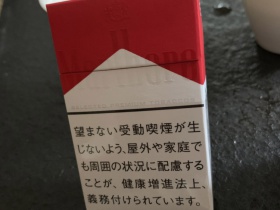 Marlboro
望まない受動喫煙が生
じないよう、屋外や家庭で
も周囲の状況に配慮する
ことが、健康増進法上、
義務付けられています。